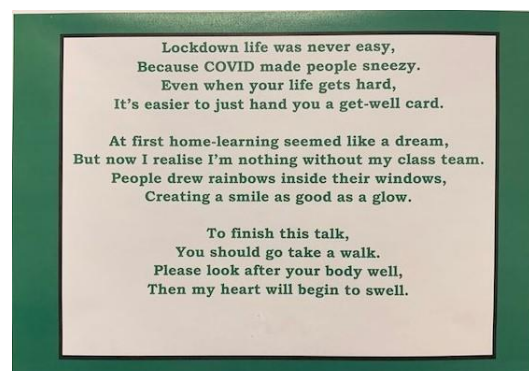 Lockdown life was never easy,
Because COVID made people sneezy.
Even when your life gets hard,
It's easier to just hand you a get-well card.
At first home-learning seemed like a dream,
But now I realise I'm nothing without my class team.
People drew rainbows inside their windows,
Creating a smile as good as a glow.
To finish this talk,
You should go take a walk.
Please look after your body well,
Then my heart will begin to swell.